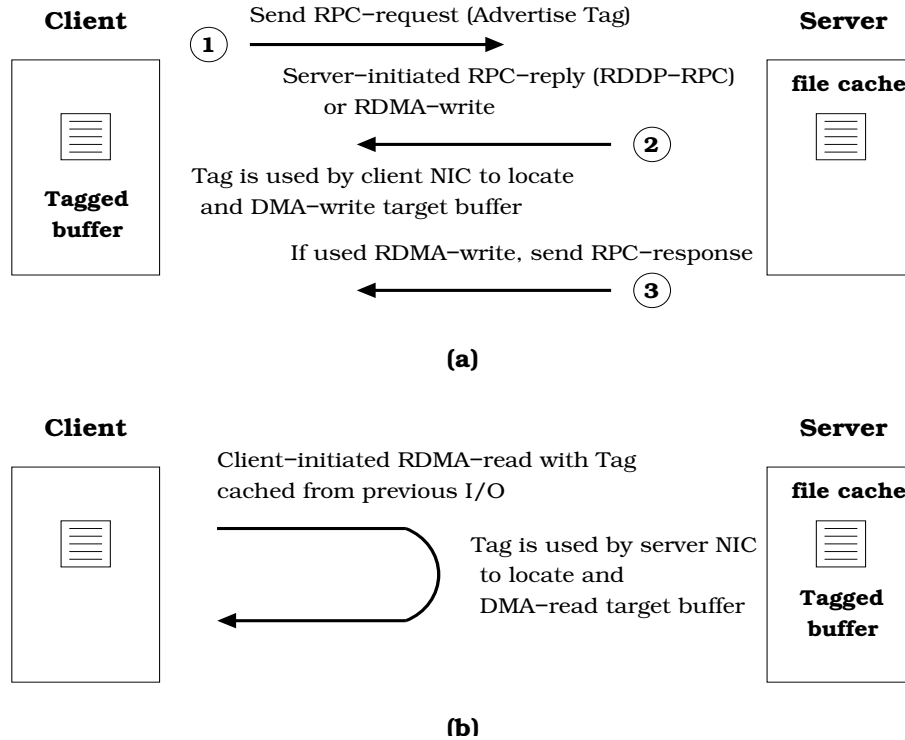 Client
Server
Send RPC–request (Advertise Tag)
1
Server–initiated RPC–reply (RDDP–RPC)
or RDMA–write
file cache
2
Tag is used by client NIC to locate
and DMA–write target buffer
Tagged
buffer
If used RDMA–write, send RPC–response
3
(a)
Client
Server
Client–initiated RDMA–read with Tag
cached from previous I/O
file cache
Tag is used by server NIC
to locate and
DMA–read target buffer
Tagged
buffer
(b)